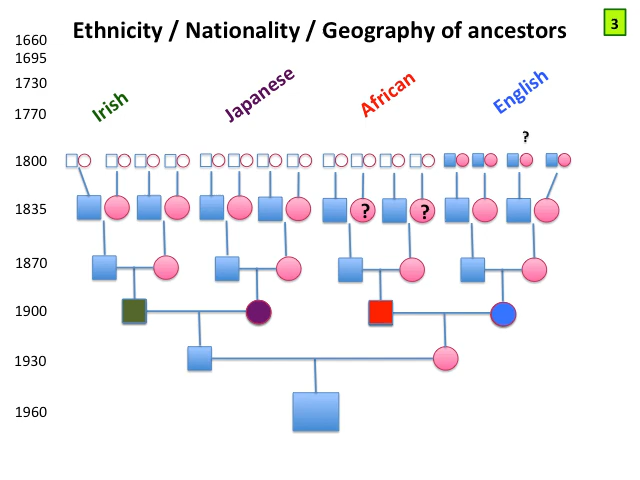 Ethnicity / Nationality / Geography of ancestors
3
1660
1695
1730
1770
Irish
Japanese
African
English
?
1800
1835
?
?
1870
1900
1930
1960